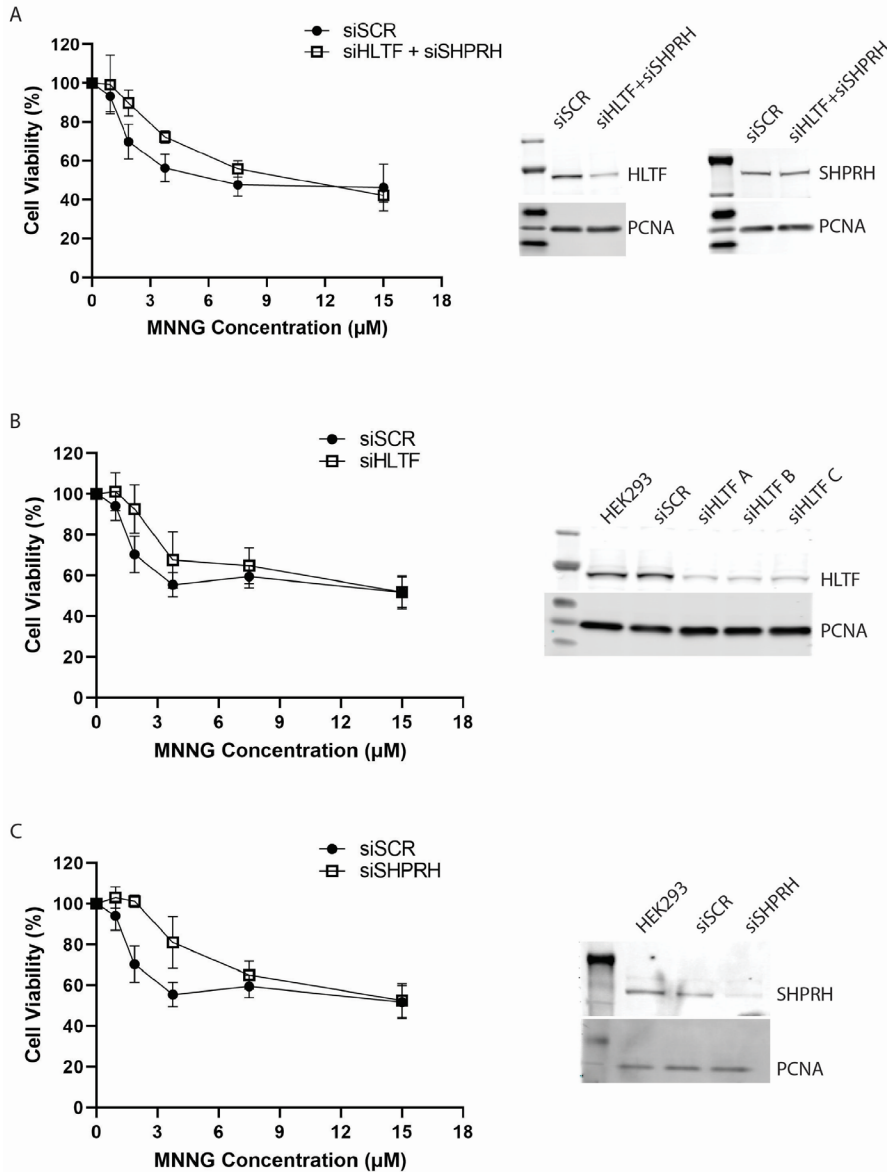 A
siSCR
siHLTF + siSHPRH
120
100
80
60
40
20
0
Cell Viability (%)
0 3 6 9 12 15 18
MNNG Concentration (µM)
siSCR
siHLTF+siSHPRH
HLTF
PCNA
siSCR
siHLTF+siSHPRH
SHPRH
PCNA
B
siSCR
siHLTF
120
100
80
60
40
20
0
Cell Viability (%)
0 3 6 9 12 15 18
MNNG Concentration (µM)
HEK293
siSCR
siHLTF A
siHLTF B
siHLTF C
HLTF
PCNA
C
siSCR
siSHPRH
120
100
80
60
40
20
0
Cell Viability (%)
0 3 6 9 12 15 18
MNNG Concentration (µM)
HEK293
siSCR
siSHPRH
SHPRH
PCNA